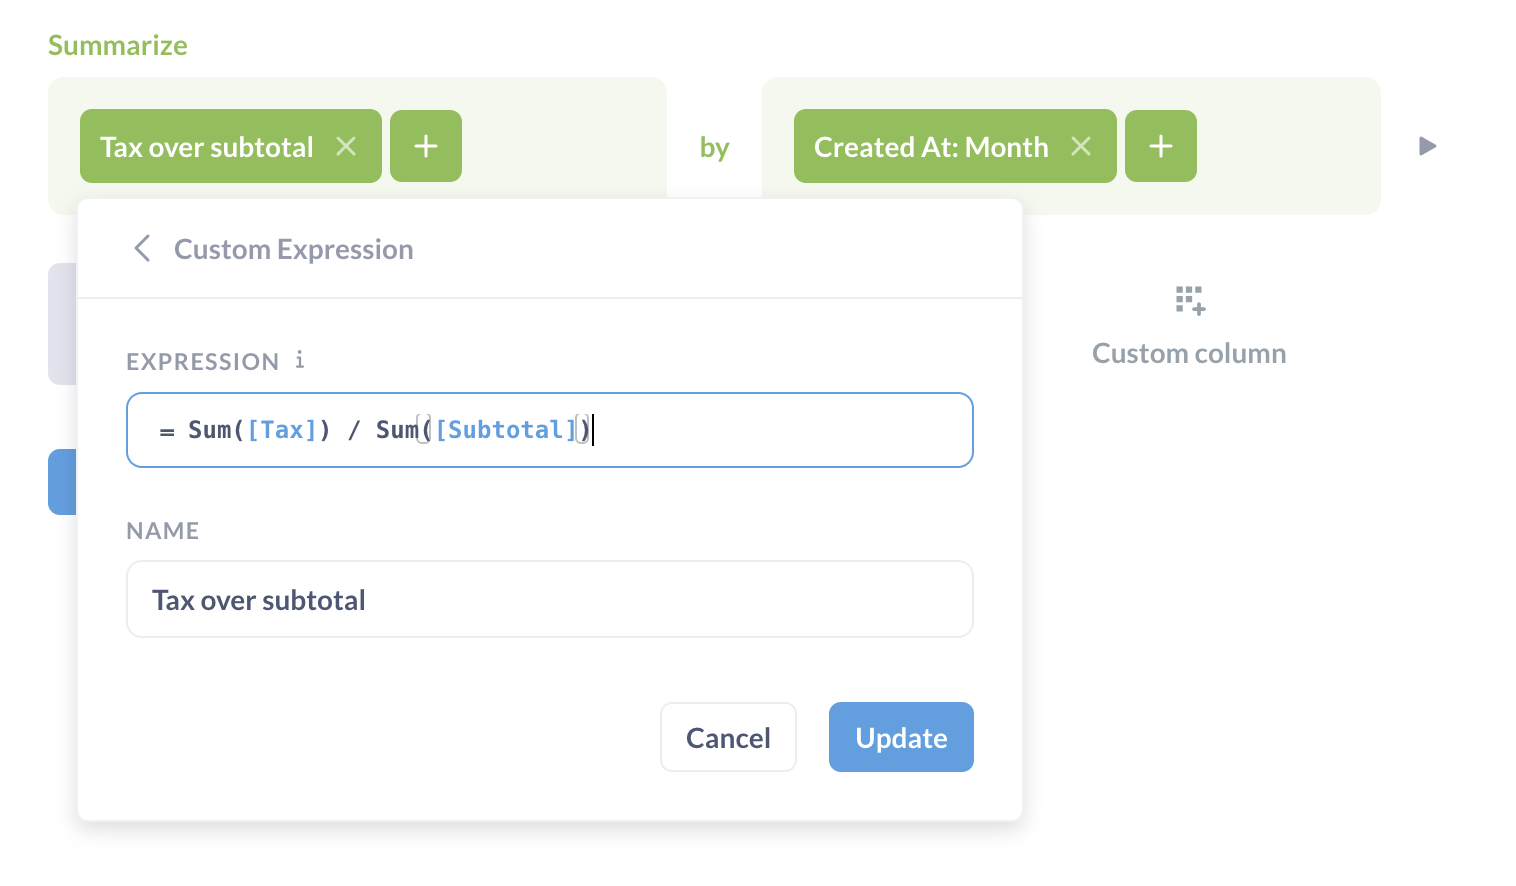 Summarize
Tax over subtotal
by
Created At: Month
Custom Expression
EXPRESSION
= Sum([Tax]) / Sum([Subtotal])
NAME
Tax over subtotal
Cancel
Update
Custom column